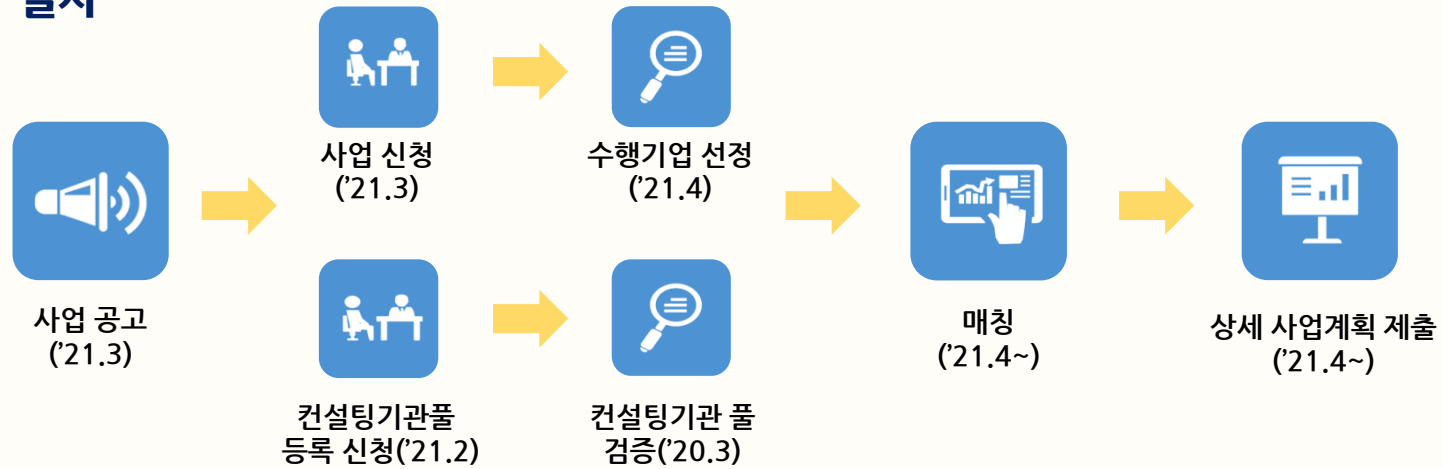 절차
사업 신청
(’21.3)
수행기업 선정
(’21.4)
사업 공고
(’21.3)
매칭
(’21.4~)
상세 사업계획 제출
(’21.4~)
컨설팅기관풀
등록 신청(’21.2)
컨설팅기관 풀
검증(’20.3)